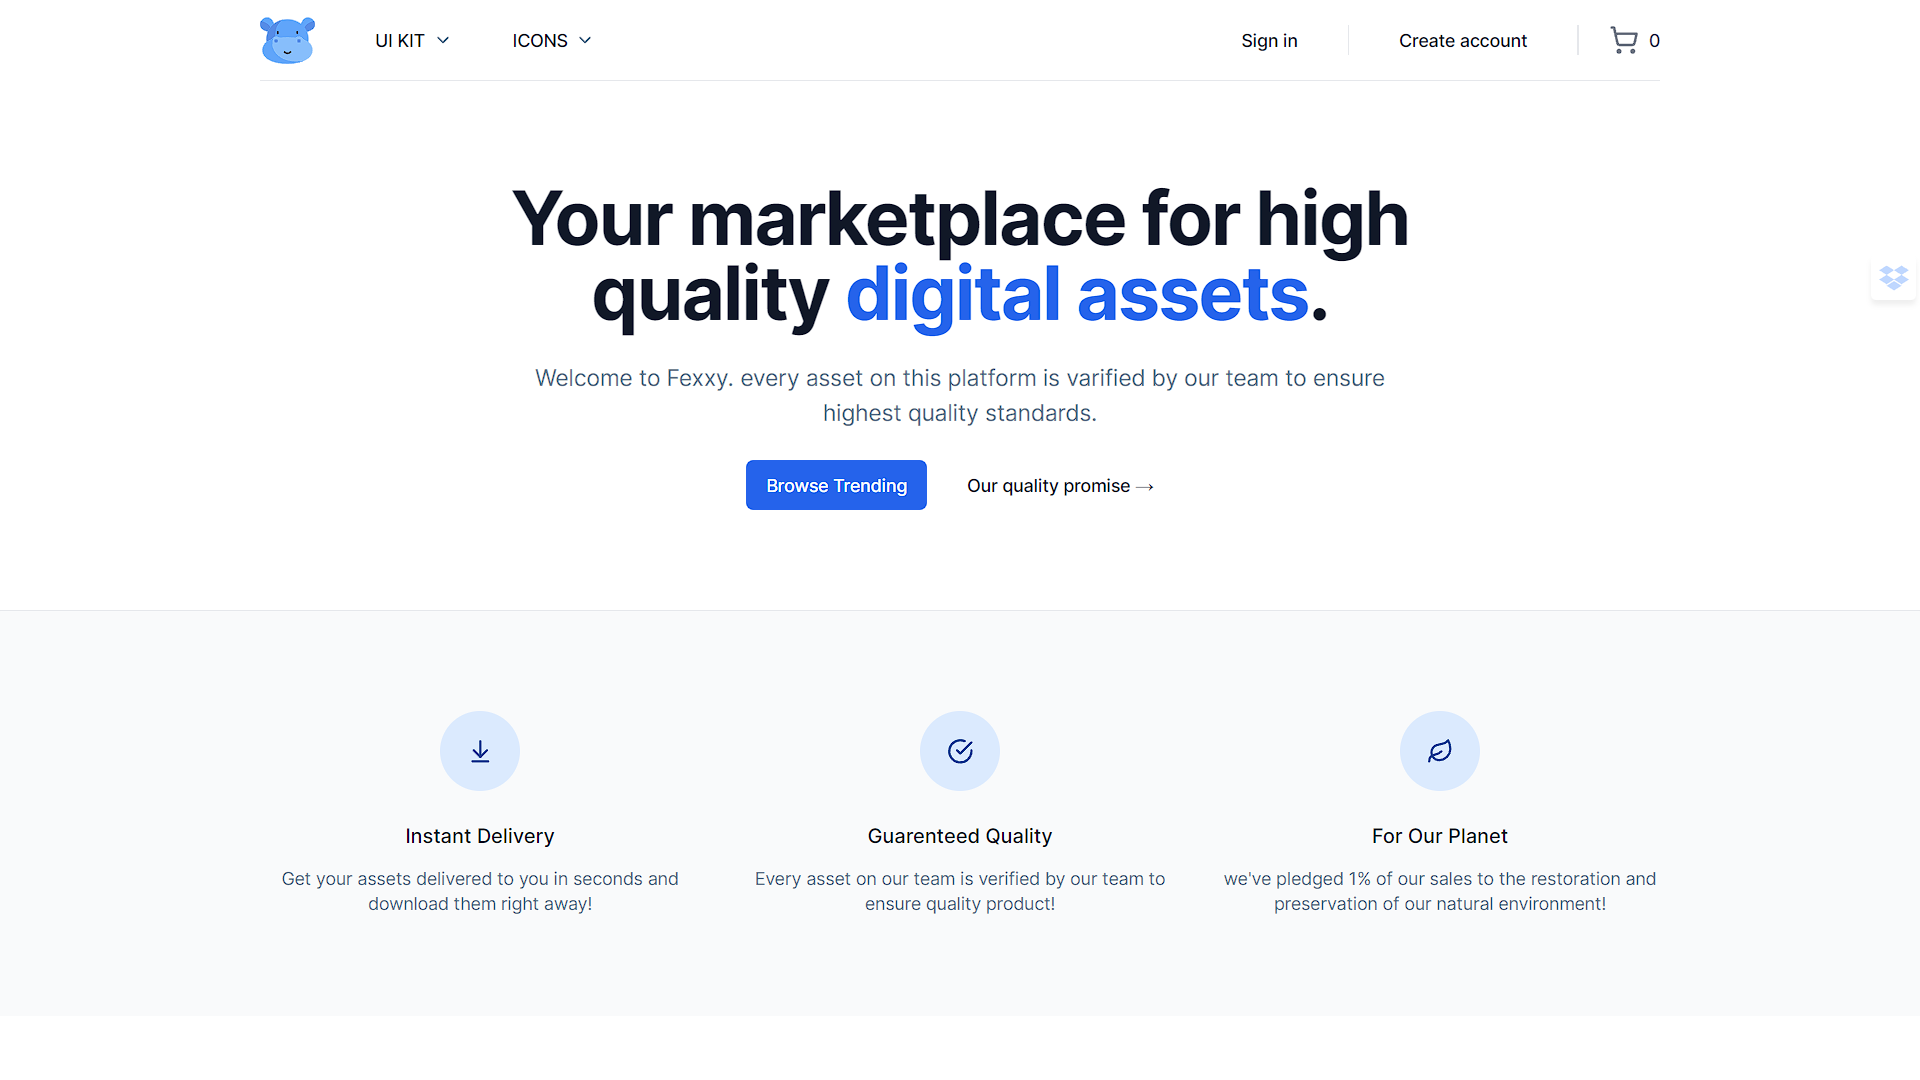 UI KIT
ICONS
Sign in
Create account
0
Your marketplace for high
quality digital assets.
Welcome to Fexxy. every asset on this platform is varified by our team to ensure
highest quality standards.
Browse Trending
Our quality promise →
Instant Delivery
Get your assets delivered to you in seconds and
download them right away!
Guarenteed Quality
Every asset on our team is verified by our team to
ensure quality product!
For Our Planet
we've pledged 1% of our sales to the restoration and
preservation of our natural environment!